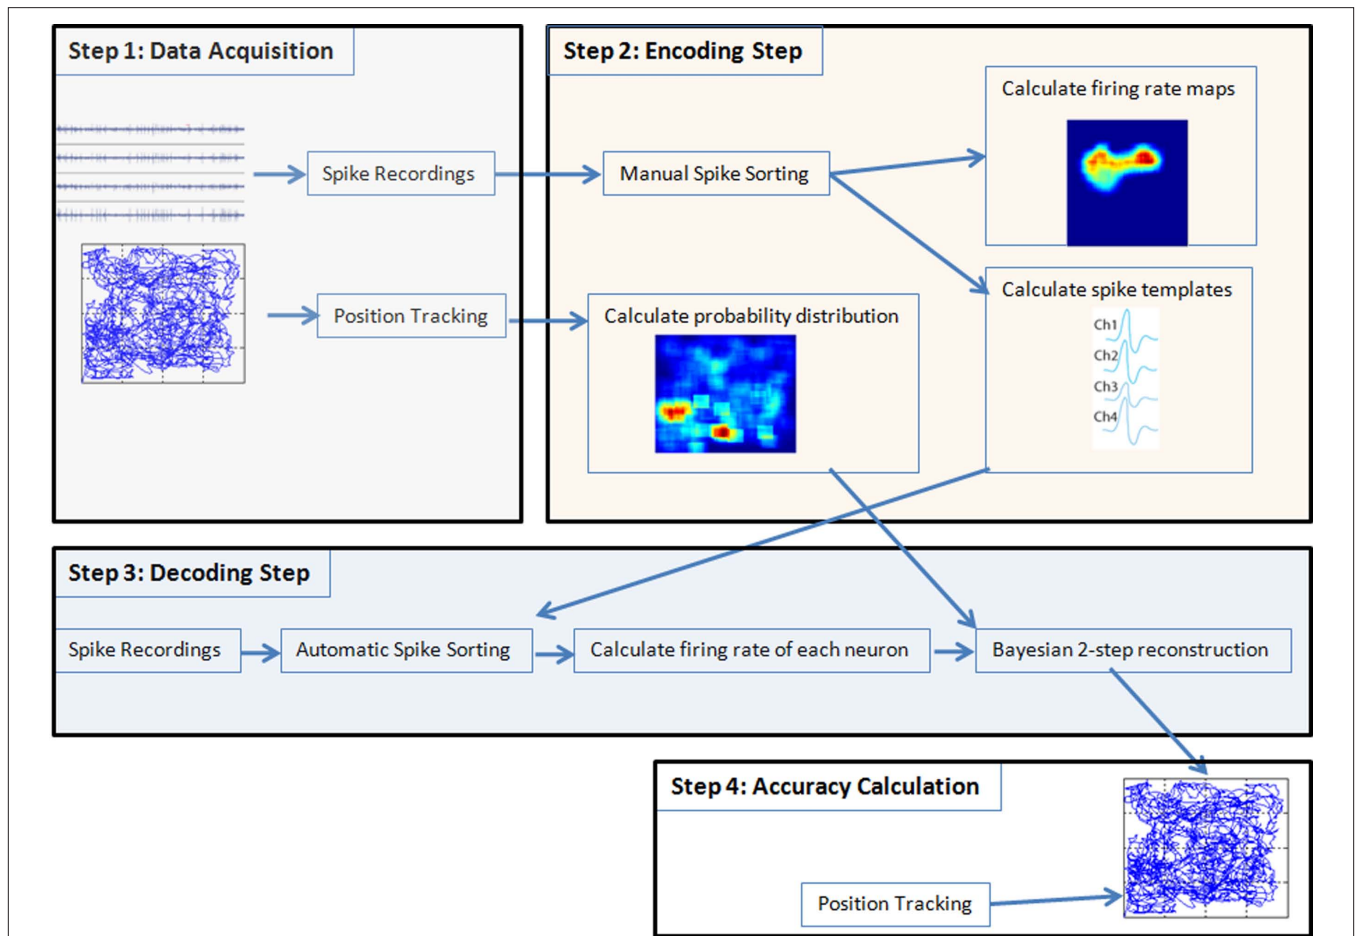 Step 1: Data Acquisition
Spike Recordings
Position Tracking
Step 2: Encoding Step
Manual Spike Sorting
Calculate firing rate maps
Calculate probability distribution
Calculate spike templates
Ch1
Ch2
Ch3
Ch4
Step 3: Decoding Step
Spike Recordings
Automatic Spike Sorting
Calculate firing rate of each neuron
Bayesian 2-step reconstruction
Step 4: Accuracy Calculation
Position Tracking